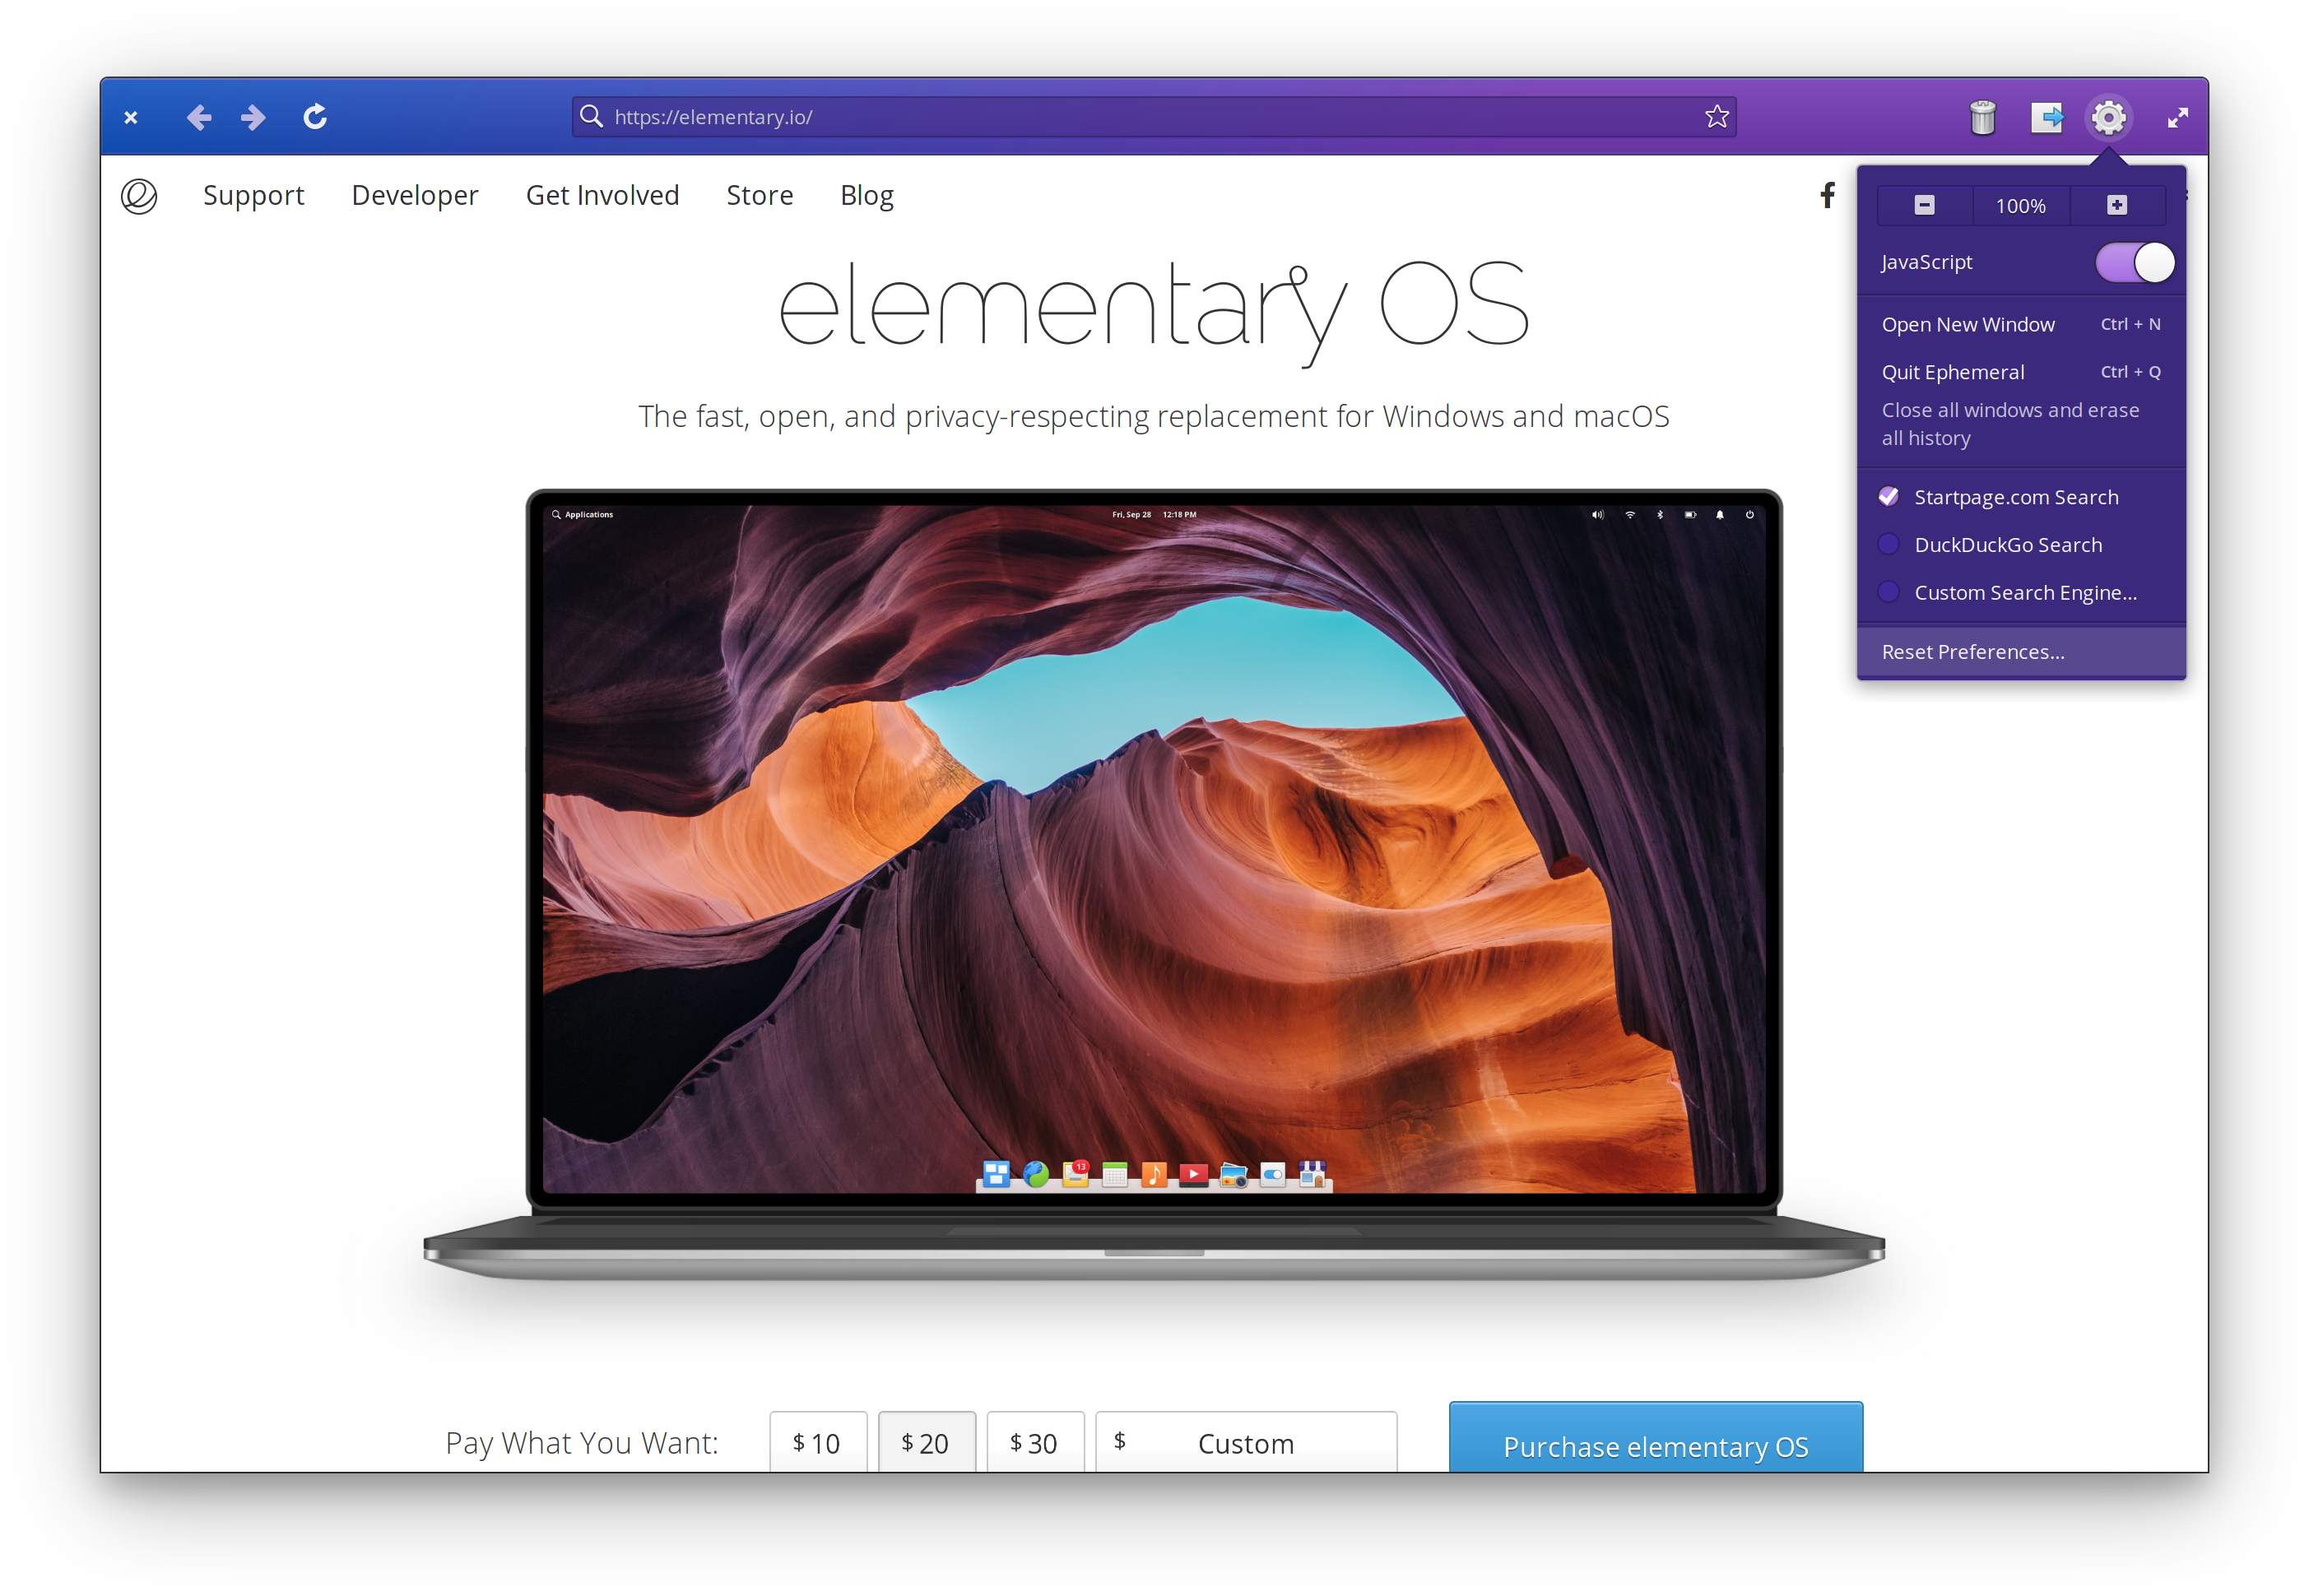 https://elementary.io/
Support Developer Get Involved Store Blog
100%
JavaScript
Open New Window Ctrl + N
Quit Ephemeral Ctrl + Q
Close all windows and erase
all history
Startpage.com Search
DuckDuckGo Search
Custom Search Engine...
Reset Preferences...
elementary OS
The fast, open, and privacy-respecting replacement for Windows and macOS
Applications Fri, Sep 28 12:18 PM
13
Pay What You Want: $ 10 $ 20 $ 30 $ Custom Purchase elementary OS